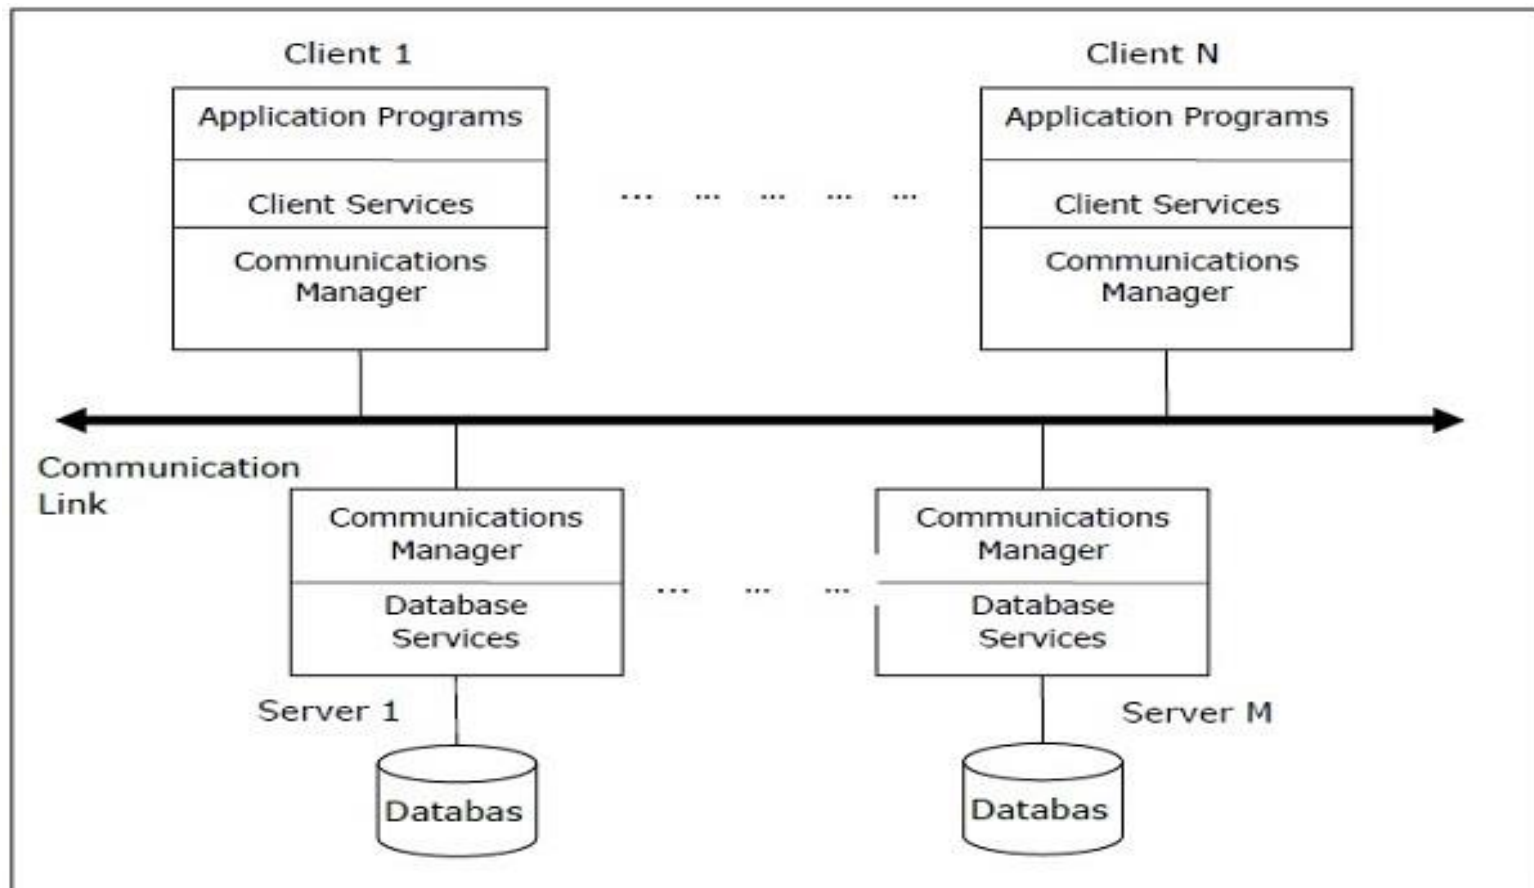 Client 1
Client N
Application Programs
Application Programs
Client Services
... ... ... ... ...
Client Services
Communications
Manager
Communications
Manager
Communication
Link
Communications
Manager
Communications
Manager
... ... ...
Database
Services
Database
Services
Server 1
Server M
Databas
Databas